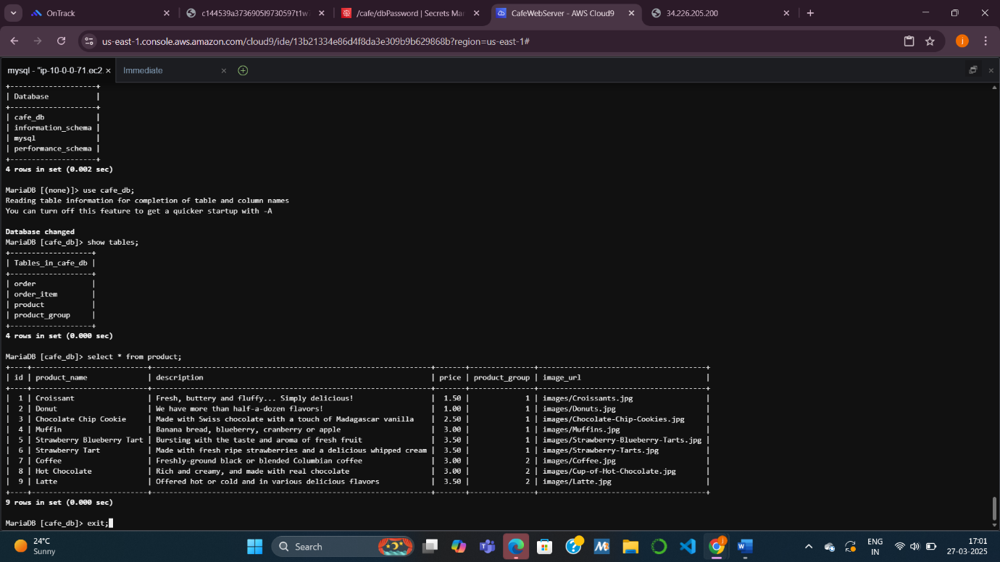 OnTrack
c144539a3736905l9730597t1w
/cafe/dbPassword | Secrets Ma
CafeWebServer - AWS Cloud9
34.226.205.200
us-east-1.console.aws.amazon.com/cloud9/ide/13b21334e86d4f8da3e309b9b629868b?region=us-east-1#
j
mysql - "ip-10-0-0-71.ec2
Immediate
+--------------------+
| Database           |
+--------------------+
| cafe_db            |
| information_schema |
| mysql              |
| performance_schema |
+--------------------+
4 rows in set (0.002 sec)
MariaDB [(none)]> use cafe_db;
Reading table information for completion of table and column names
You can turn off this feature to get a quicker startup with -A
Database changed
MariaDB [cafe_db]> show tables;
+-------------------+
| Tables_in_cafe_db |
+-------------------+
| order             |
| order_item        |
| product           |
| product_group     |
+-------------------+
4 rows in set (0.000 sec)
MariaDB [cafe_db]> select * from product;
+----+---------------------------+--------------------------------------------------------------+-------+---------------+---------------------------------------+
| id | product_name              | description                                                  | price | product_group | image_url                             |
+----+---------------------------+--------------------------------------------------------------+-------+---------------+---------------------------------------+
|  1 | Croissant                 | Fresh, buttery and fluffy... Simply delicious!               |  1.50 |             1 | images/Croissants.jpg                 |
|  2 | Donut                     | We have more than half-a-dozen flavors!                      |  1.00 |             1 | images/Donuts.jpg                     |
|  3 | Chocolate Chip Cookie     | Made with Swiss chocolate with a touch of Madagascar vanilla |  2.50 |             1 | images/Chocolate-Chip-Cookies.jpg     |
|  4 | Muffin                    | Banana bread, blueberry, cranberry or apple                  |  3.00 |             1 | images/Muffins.jpg                    |
|  5 | Strawberry Blueberry Tart | Bursting with the taste and aroma of fresh fruit             |  3.50 |             1 | images/Strawberry-Blueberry-Tarts.jpg |
|  6 | Strawberry Tart           | Made with fresh ripe strawberries and a delicious whipped cream |  3.50 |             1 | images/Strawberry-Tarts.jpg           |
|  7 | Coffee                    | Freshly-ground black or blended Columbian coffee             |  3.00 |             2 | images/Coffee.jpg                     |
|  8 | Hot Chocolate             | Rich and creamy, and made with real chocolate                |  3.00 |             2 | images/Cup-of-Hot-Chocolate.jpg       |
|  9 | Latte                     | Offered hot or cold and in various delicious flavors         |  3.50 |             2 | images/Latte.jpg                      |
+----+---------------------------+--------------------------------------------------------------+-------+---------------+---------------------------------------+
9 rows in set (0.000 sec)
MariaDB [cafe_db]> exit;
24°C
Sunny
Search
ENG
IN
17:01
27-03-2025